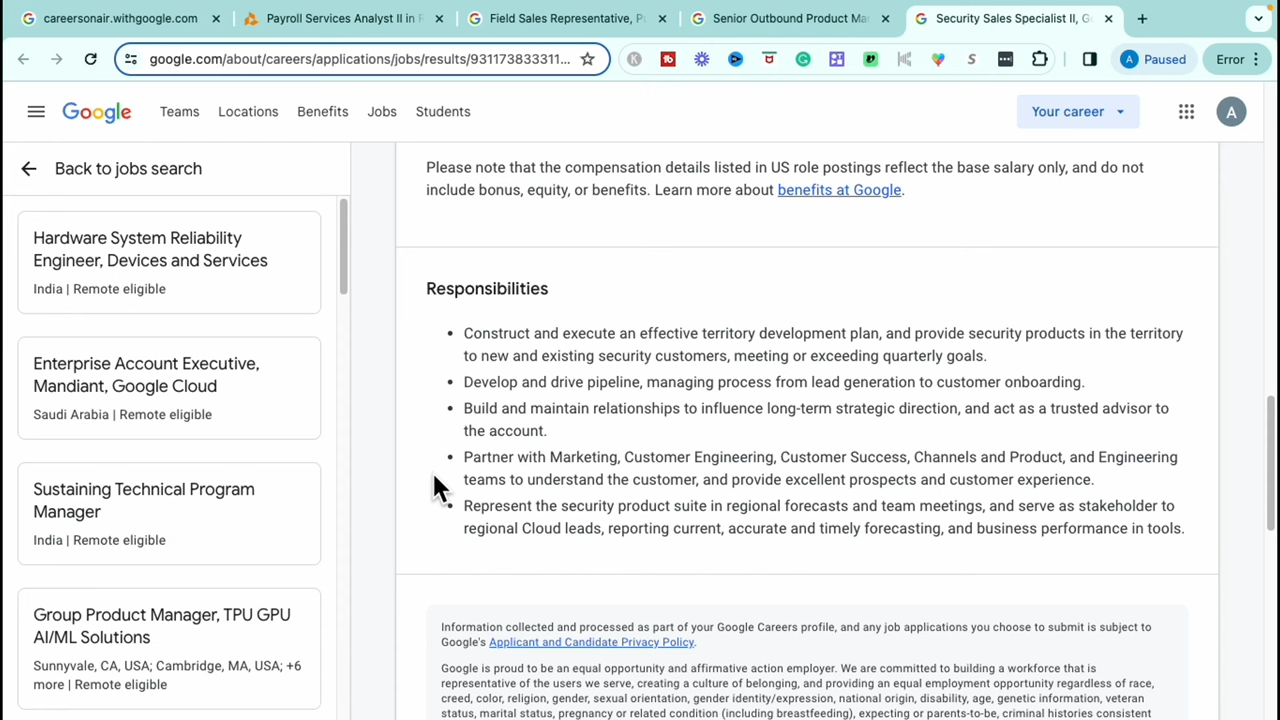 careersonair.withgoogle.com
Payroll Services Analyst II in R
Field Sales Representative, P
Senior Outbound Product Ma
Security Sales Specialist II, G
google.com/about/careers/applications/jobs/results/931173833311...
A Paused
Error
Google
Teams
Locations
Benefits
Jobs
Students
Your career
A
Back to jobs search
Hardware System Reliability
Engineer, Devices and Services
India | Remote eligible
Enterprise Account Executive,
Mandiant, Google Cloud
Saudi Arabia | Remote eligible
Sustaining Technical Program
Manager
India | Remote eligible
Group Product Manager, TPU GPU
AI/ML Solutions
Sunnyvale, CA, USA; Cambridge, MA, USA; +6
more | Remote eligible
Please note that the compensation details listed in US role postings reflect the base salary only, and do not
include bonus, equity, or benefits. Learn more about benefits at Google.
Responsibilities
• Construct and execute an effective territory development plan, and provide security products in the territory
to new and existing security customers, meeting or exceeding quarterly goals.
• Develop and drive pipeline, managing process from lead generation to customer onboarding.
• Build and maintain relationships to influence long-term strategic direction, and act as a trusted advisor to
the account.
• Partner with Marketing, Customer Engineering, Customer Success, Channels and Product, and Engineering
teams to understand the customer, and provide excellent prospects and customer experience.
• Represent the security product suite in regional forecasts and team meetings, and serve as stakeholder to
regional Cloud leads, reporting current, accurate and timely forecasting, and business performance in tools.
Information collected and processed as part of your Google Careers profile, and any job applications you choose to submit is subject to
Google's Applicant and Candidate Privacy Policy.
Google is proud to be an equal opportunity and affirmative action employer. We are committed to building a workforce that is
representative of the users we serve, creating a culture of belonging, and providing an equal employment opportunity regardless of race,
creed, color, religion, gender, sexual orientation, gender identity/expression, national origin, disability, age, genetic information, veteran
status, marital status, pregnancy or related condition (including breastfeeding), expecting or parents-to-be, criminal histories consistent